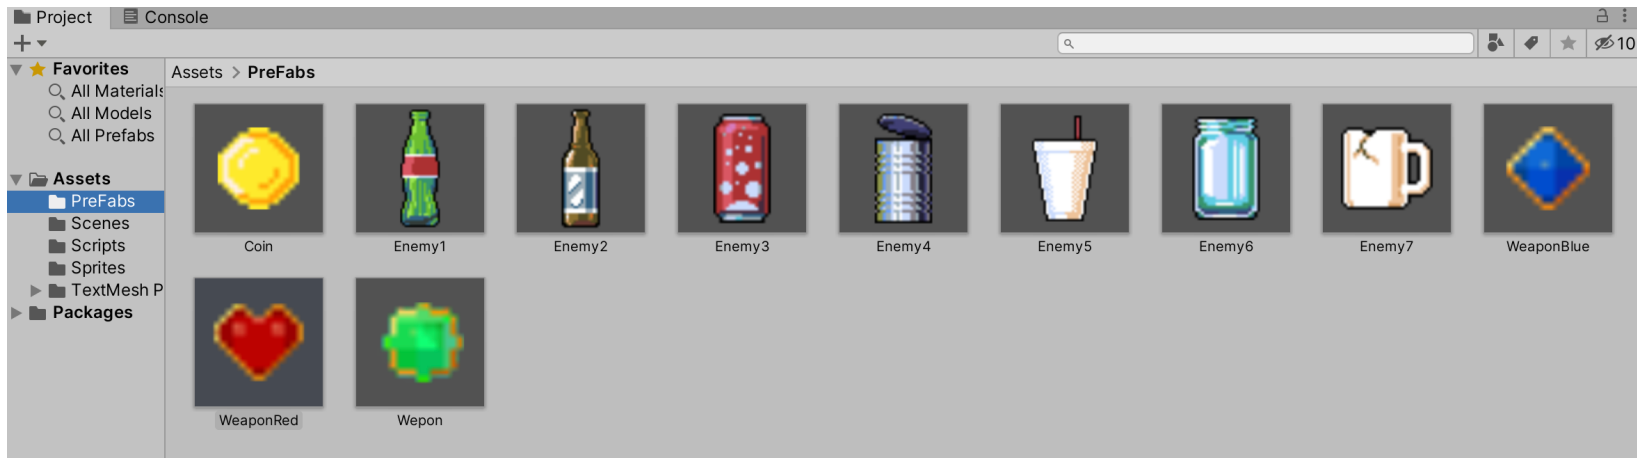 Project
Console
10
Favorites
All Materials
All Models
All Prefabs
Assets
PreFabs
Scenes
Scripts
Sprites
TextMesh P
Packages
Assets > PreFabs
Coin
Enemy1
Enemy2
Enemy3
Enemy4
Enemy5
Enemy6
Enemy7
WeaponBlue
WeaponRed
Wepon